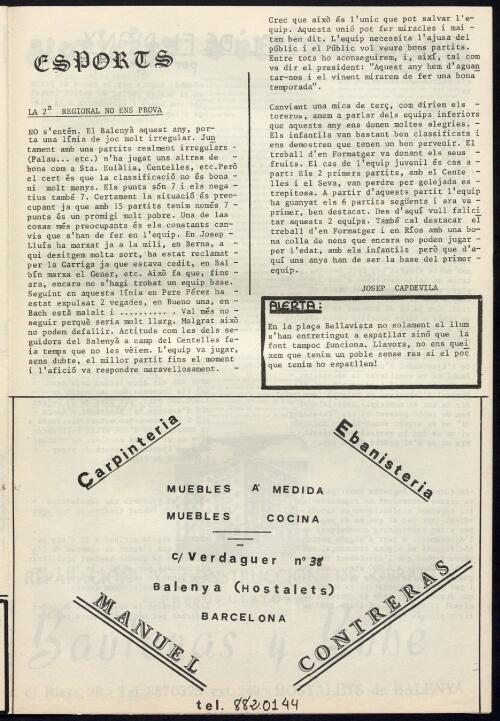 ESPORTS
LA 2ª REGIONAL NO ENS PROVA
NO s'entén. El Balenyà aquest any, por-
ta una línia de joc molt irregular. Jun
tament amb uns partits realment irregulars -
(Palau... etc.) n'ha jugat uns altres de -
bons com a Sta. Eulàlia, Centelles, etc.Però
el cert és que la classificació no és bona -
ni molt menys. Els punts són 7 i els nega -
tius també 7. Certament la situació és preo-
cupant ja que amb 15 partits tenim només 7 -
punts és un promigi molt pobre. Una de las
coses més preocupants és els constants can-
vis que s'han de fer en l'equip. En Josep -
Lluís ha marxat ja a la mili, en Berna, a -
qui desitgem molta sort, ha estat reclamat -
per la Garriga ja que estava cedit, en Bal -
bín marxa el Gener, etc. Això fa que, fins -
ara, encara no s'hagi trobat un equip base.
Seguint en aquesta línia en Pere Pérez ha -
estat expulsat 2 vegades, en Bueno una, en -
Bach està malalt i .......... Val més no -
seguir perquè seria molt llarg. Malgrat això
no podem defallir. Actituds com les dels se-
guidors del Balenyà a camp del Centelles fe-
ia temps que no les vèiem. L'equip va jugar,
sens dubte, el millor partit fins el moment
i l'afició va respondre maravellosament. -
Crec que això és l'unic que pot salvar l'e-
quip. Aquesta unió pot fer miracles i mai -
tan ben dit. L'equip necessita l'ajusa del
públic i el Públic vol veure bons partits.
Entre tots ho aconseguirem, i, així, tal com
va dir el president: "Aquest any hem d'aguan
tar-nos i el vinent mirarem de fer una bona
temporada".
Canviant una mica de terç, com dirien els -
toreros, anem a parlar dels equips inferiors
que aquests any ens donen moltes alegries. -
Els infantils van bastant ben classificats i
ens demostren que tenen un bon pervenir. El
treball d'en Formatger va donant els seus -
fruits. El cas de l'equip juvenil és cas a -
part: Els 2 primers partits, amb el Cente -
lles i el Seva, van perdre per golejada es-
trepitosa. A partir d'aquests partits l'equip
ha guanyat els 6 partits següents i ara va -
primer, ben destacat. Des d'aquí vull falici
tar aquests 2 equips. També cal destacar el
treball d'en Formatger i en Ríos amb una bo-
na colla de nens que encara no poden jugar -
per l'edat, amb els infantils però que d'a-
quí uns anys han de ser la base del primer -
equip.
JOSEP CAPDEVILA
ALERTA:
En la plaça Bellavista no solament el llum
s'han entretingut a espatllar sinó que la
font tampoc funciona. Llavors, no ens quei
xem que tenim un poble sense res si el poc
que tenim ho espatllen!
Carpinteria
Ebanisteria
MUEBLES A MEDIDA
MUEBLES COCINA
c/ Verdaguer nº 38
Balenya (Hostalets)
BARCELONA
MANUEL
CONTRERAS
tel. 8820144